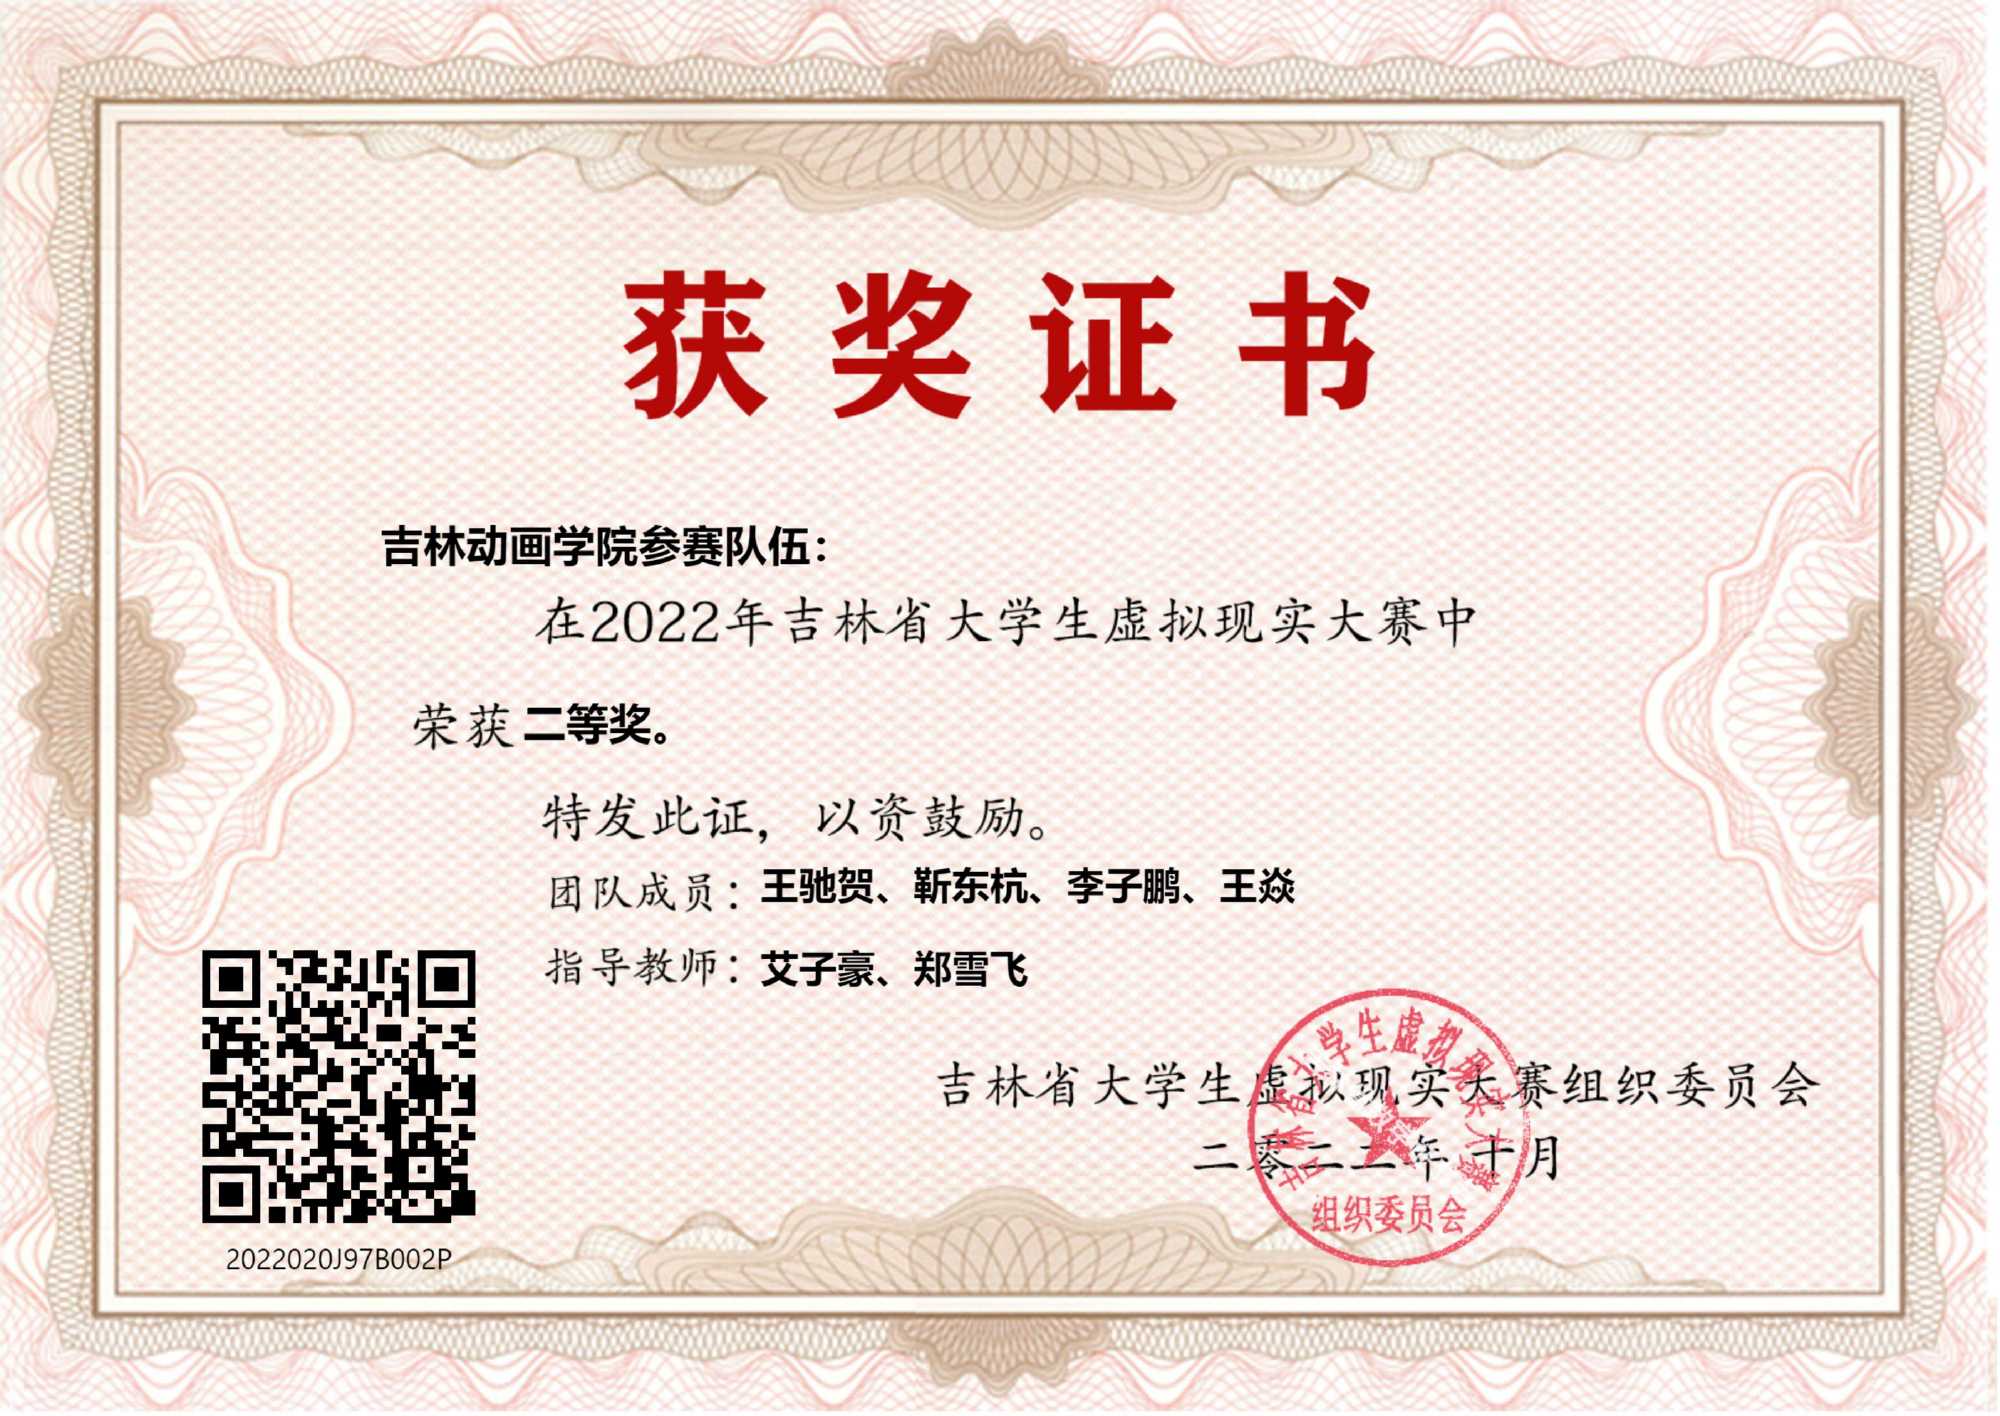 获奖证书
吉林动画学院参赛队伍：
在2022年吉林省大学生虚拟现实大赛中
荣获 二等奖。
特发此证，以资鼓励。
团队成员：王驰贺、靳东杭、李子鹏、王焱
指导教师：艾子豪、郑雪飞
吉林省大学生虚拟现实大赛组织委员会
二零二二年 十月
吉林省大学生虚拟现实大赛
组织委员会
2022020J97B002P